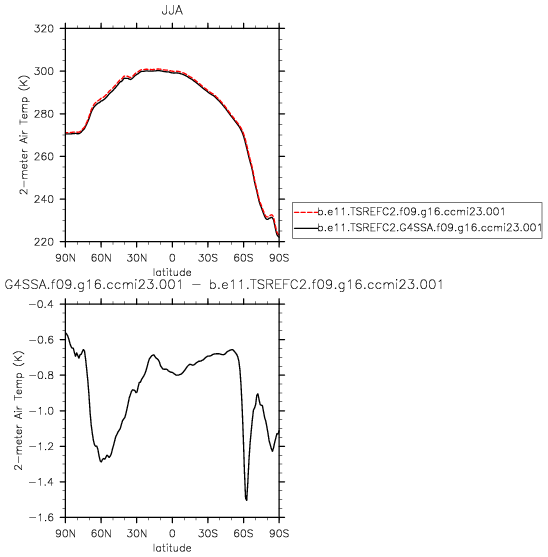 JJA
320
300
280
260
240
220
2-meter Air Temp (K)
90N 60N 30N 0 30S 60S 90S
latitude
b.e11.TSREFC2.f09.g16.ccmi23.001
b.e11.TSREFC2.G4SSA.f09.g16.ccmi23.001
G4SSA.f09.g16.ccmi23.001 − b.e11.TSREFC2.f09.g16.ccmi23.001
−0.4
−0.6
−0.8
−1.0
−1.2
−1.4
−1.6
2-meter Air Temp (K)
90N 60N 30N 0 30S 60S 90S
latitude